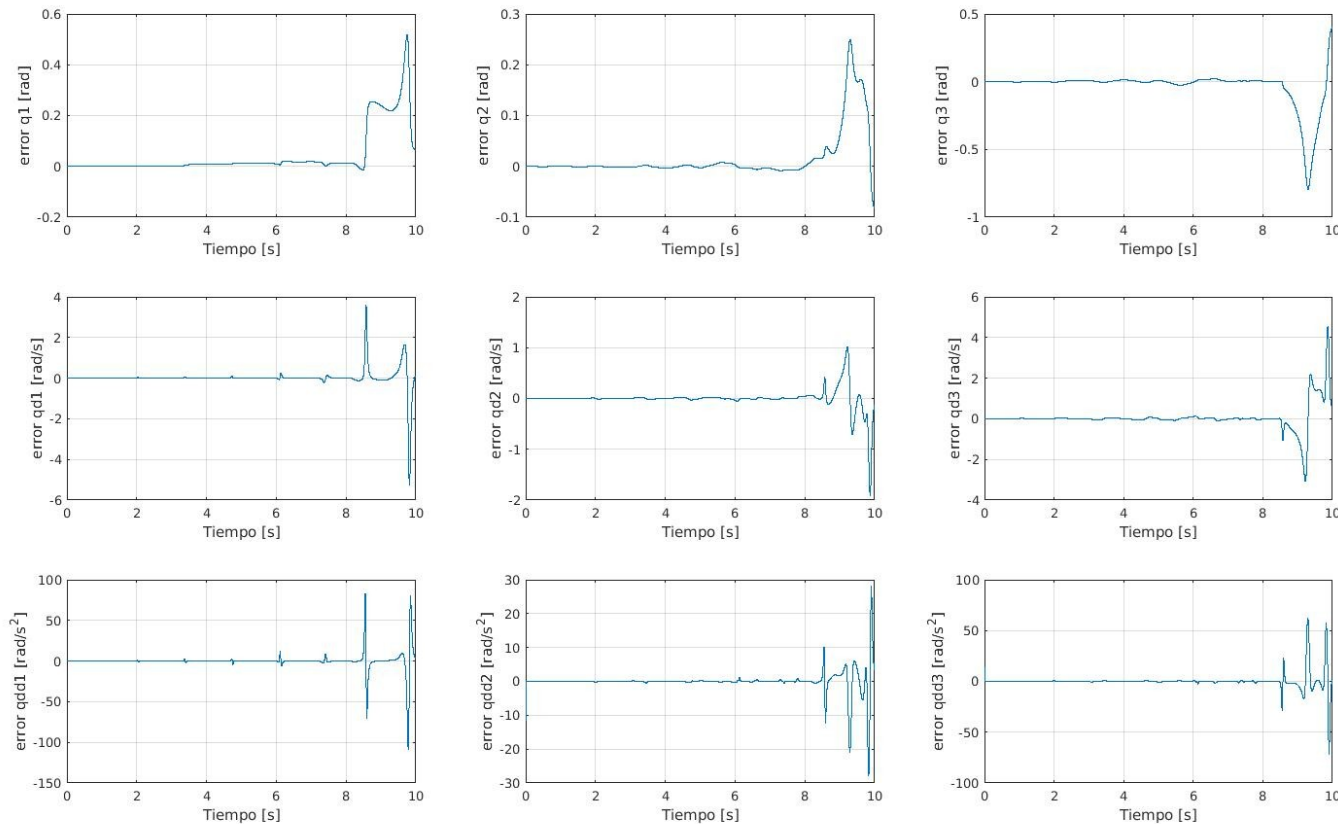 0.6
0.4
0.2
0
-0.2
error q1 [rad]
0 2 4 6 8 10
Tiempo [s]
0.3
0.2
0.1
0
-0.1
error q2 [rad]
0 2 4 6 8 10
Tiempo [s]
0.5
0
-0.5
-1
error q3 [rad]
0 2 4 6 8 10
Tiempo [s]
4
2
0
-2
-4
-6
error qd1 [rad/s]
0 2 4 6 8 10
Tiempo [s]
2
1
0
-1
-2
error qd2 [rad/s]
0 2 4 6 8 10
Tiempo [s]
6
4
2
0
-2
-4
error qd3 [rad/s]
0 2 4 6 8 10
Tiempo [s]
100
50
0
-50
-100
-150
error qdd1 [rad/s²]
0 2 4 6 8 10
Tiempo [s]
30
20
10
0
-10
-20
-30
error qdd2 [rad/s²]
0 2 4 6 8 10
Tiempo [s]
100
50
0
-50
-100
error qdd3 [rad/s²]
0 2 4 6 8 10
Tiempo [s]